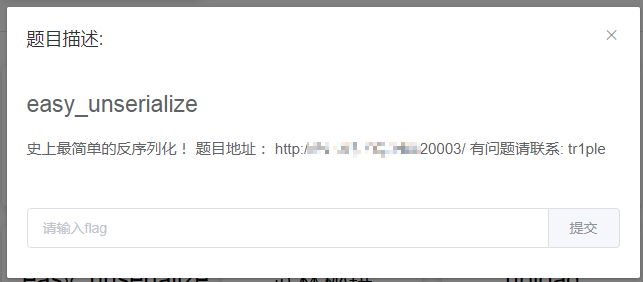 题目描述:
easy_unserialize
史上最简单的反序列化！ 题目地址： http:/ 20003/ 有问题请联系: tr1ple
请输入flag
提交
easy_unserialize